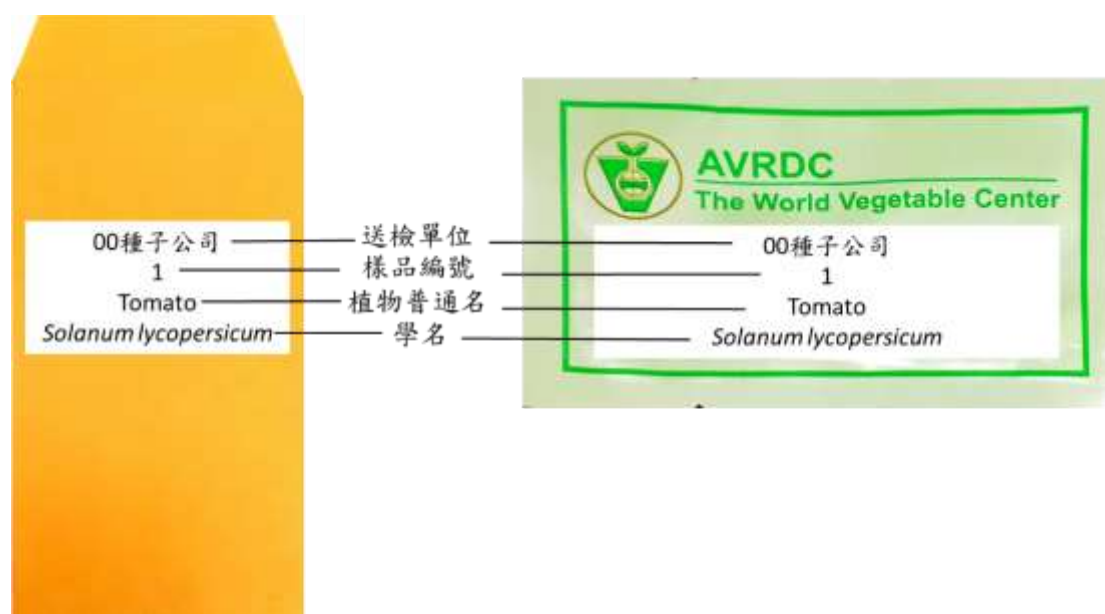 00種子公司
1
Tomato
Solanum lycopersicum
送檢單位
樣品編號
植物普通名
學名
AVRDC
The World Vegetable Center
00種子公司
1
Tomato
Solanum lycopersicum